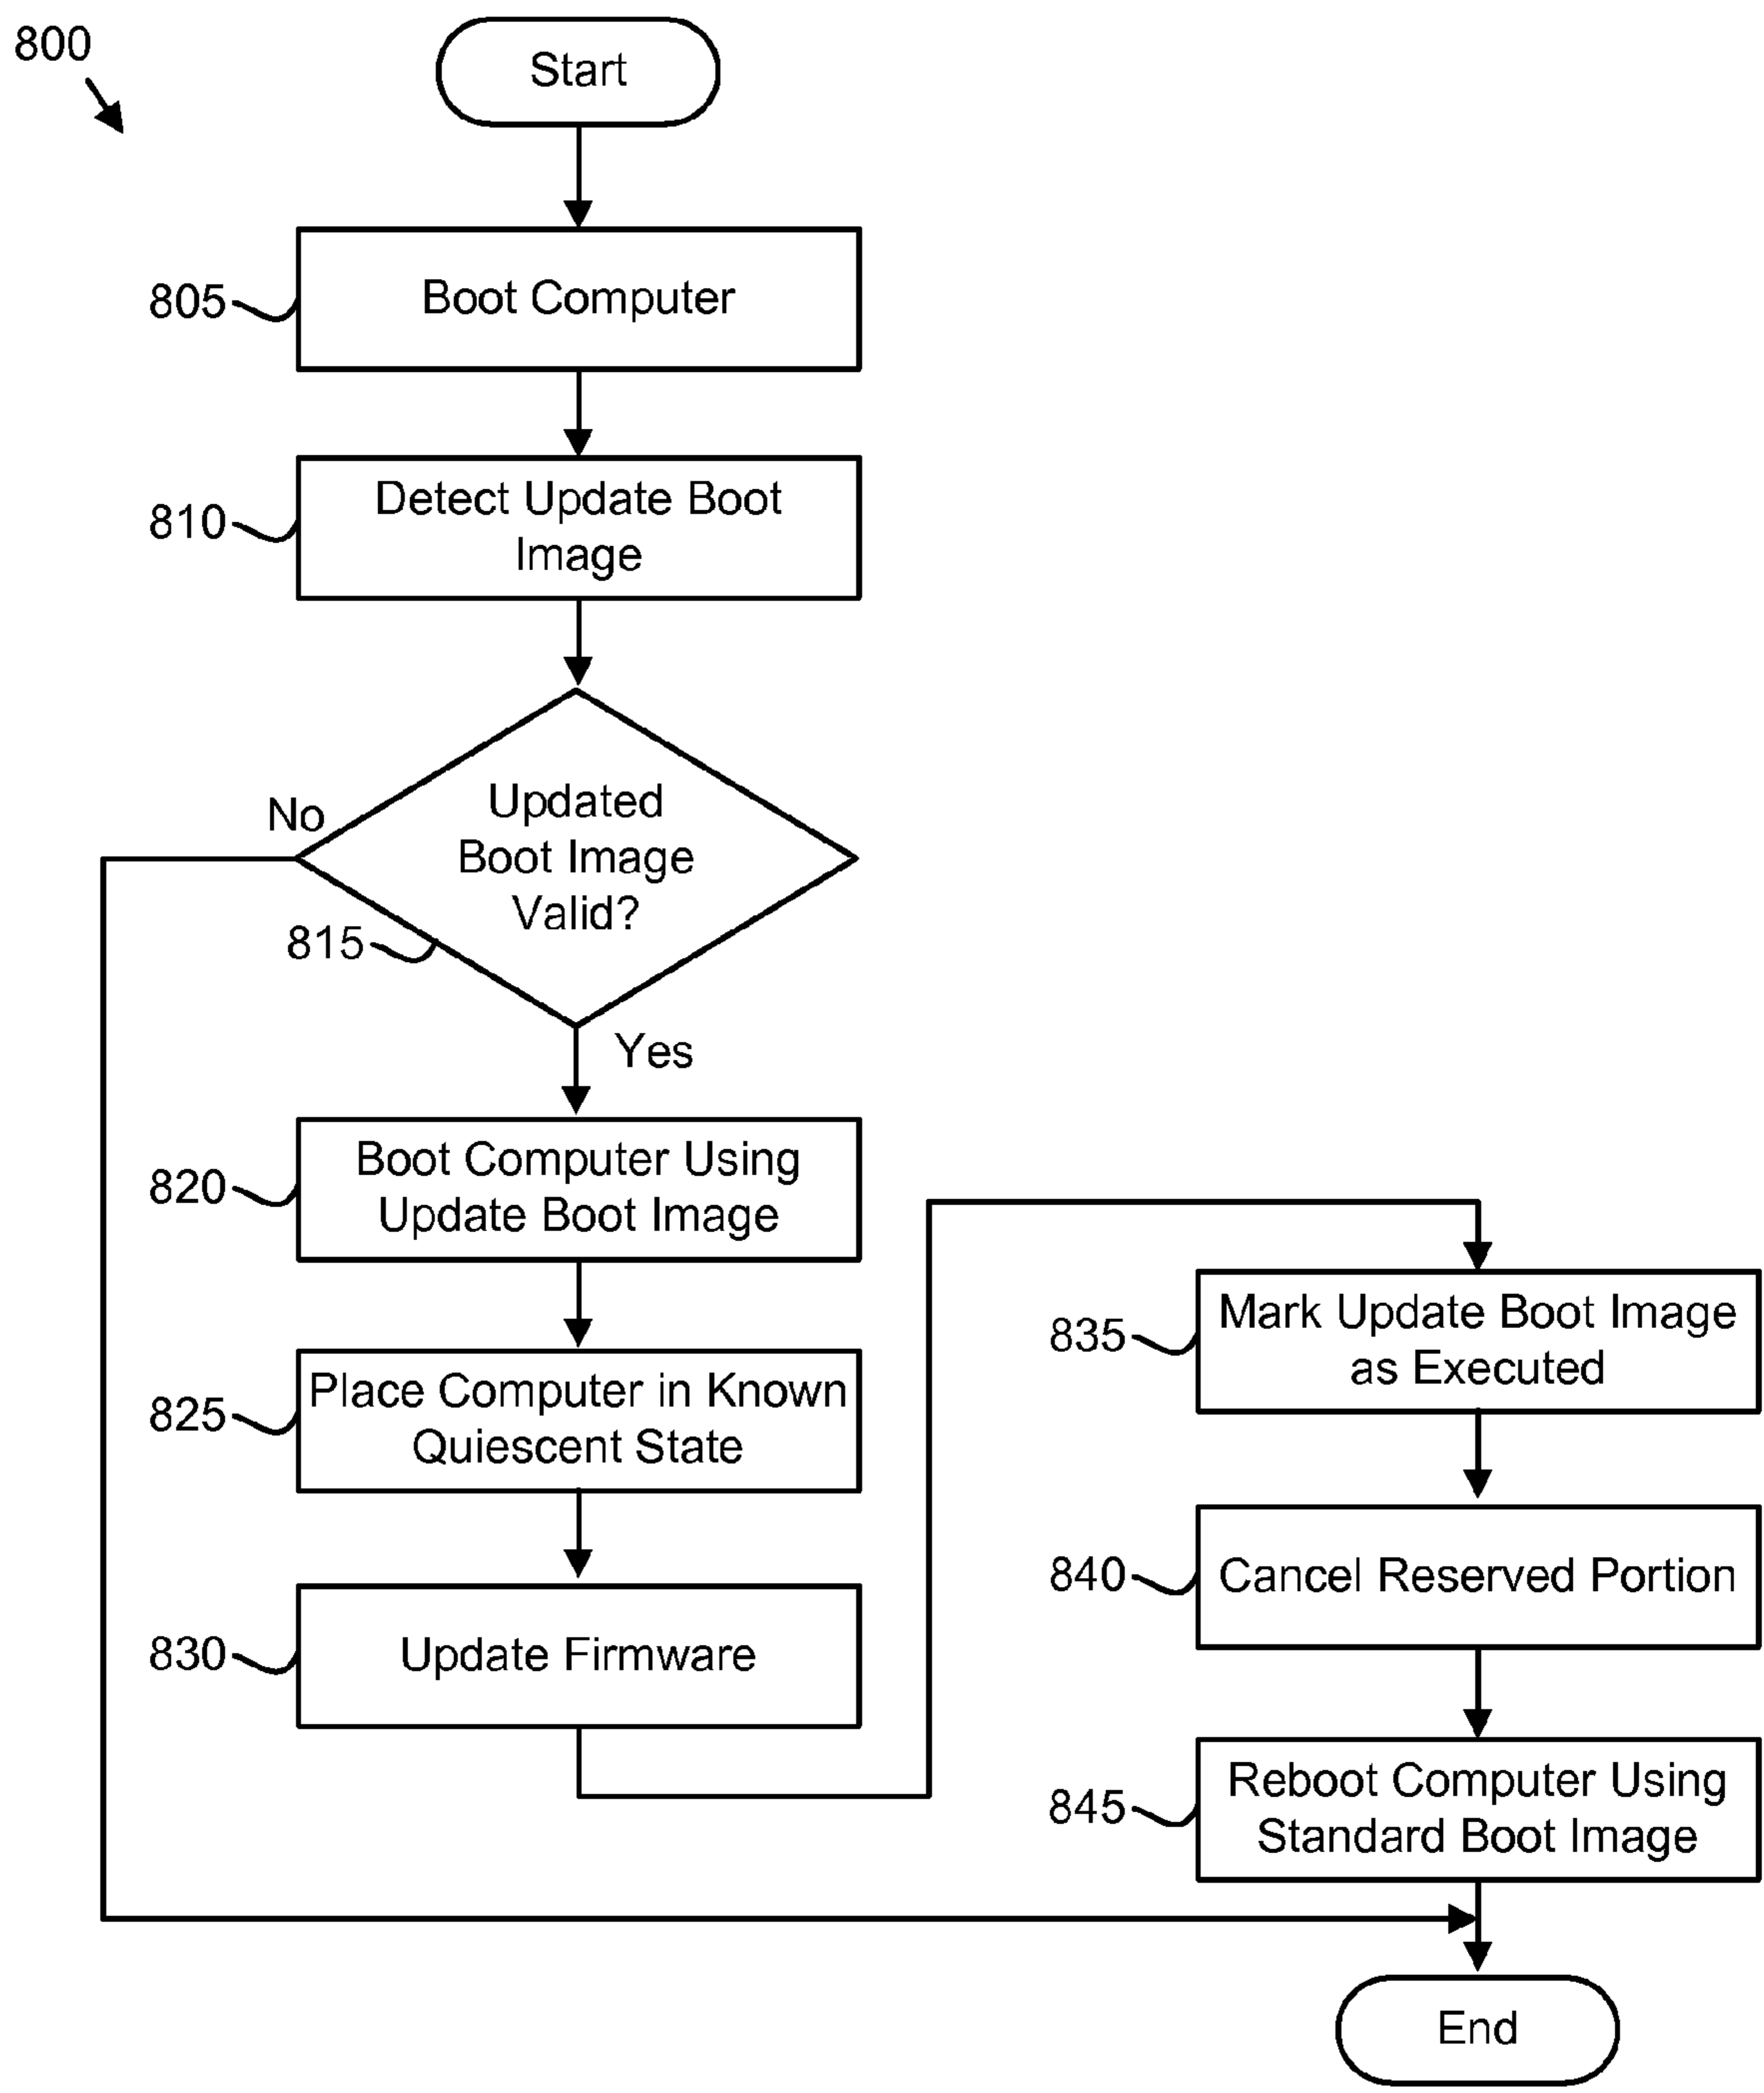 800
Start
805
Boot Computer
810
Detect Update Boot
Image
No
Updated
Boot Image
Valid?
815
Yes
820
Boot Computer Using
Update Boot Image
825
Place Computer in Known
Quiescent State
830
Update Firmware
835
Mark Update Boot Image
as Executed
840
Cancel Reserved Portion
845
Reboot Computer Using
Standard Boot Image
End